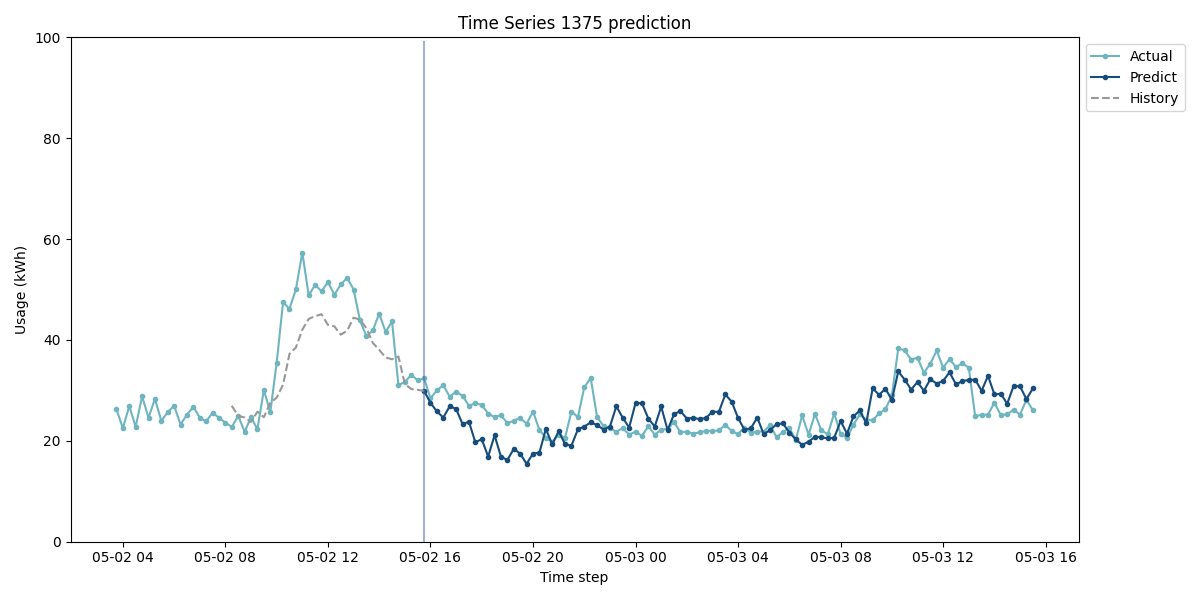 Time Series 1375 prediction
Usage (kWh)
100
80
60
40
20
0
05-02 04
05-02 08
05-02 12
05-02 16
05-02 20
05-03 00
05-03 04
05-03 08
05-03 12
05-03 16
Time step
Actual
Predict
History